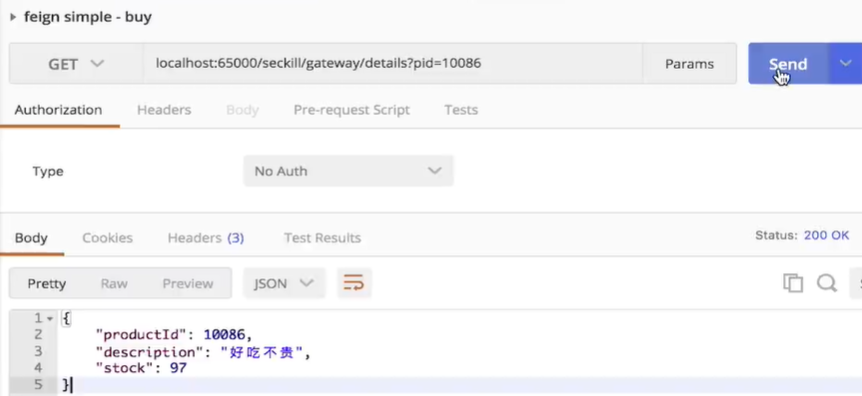 feign simple - buy
GET localhost:65000/seckill/gateway/details?pid=10086 Params Send
Authorization Headers Body Pre-request Script Tests
Type No Auth
Body Cookies Headers (3) Test Results Status: 200 OK
Pretty Raw Preview JSON
1 {
2 "productId": 10086,
3 "description": "好吃不贵",
4 "stock": 97
5 }